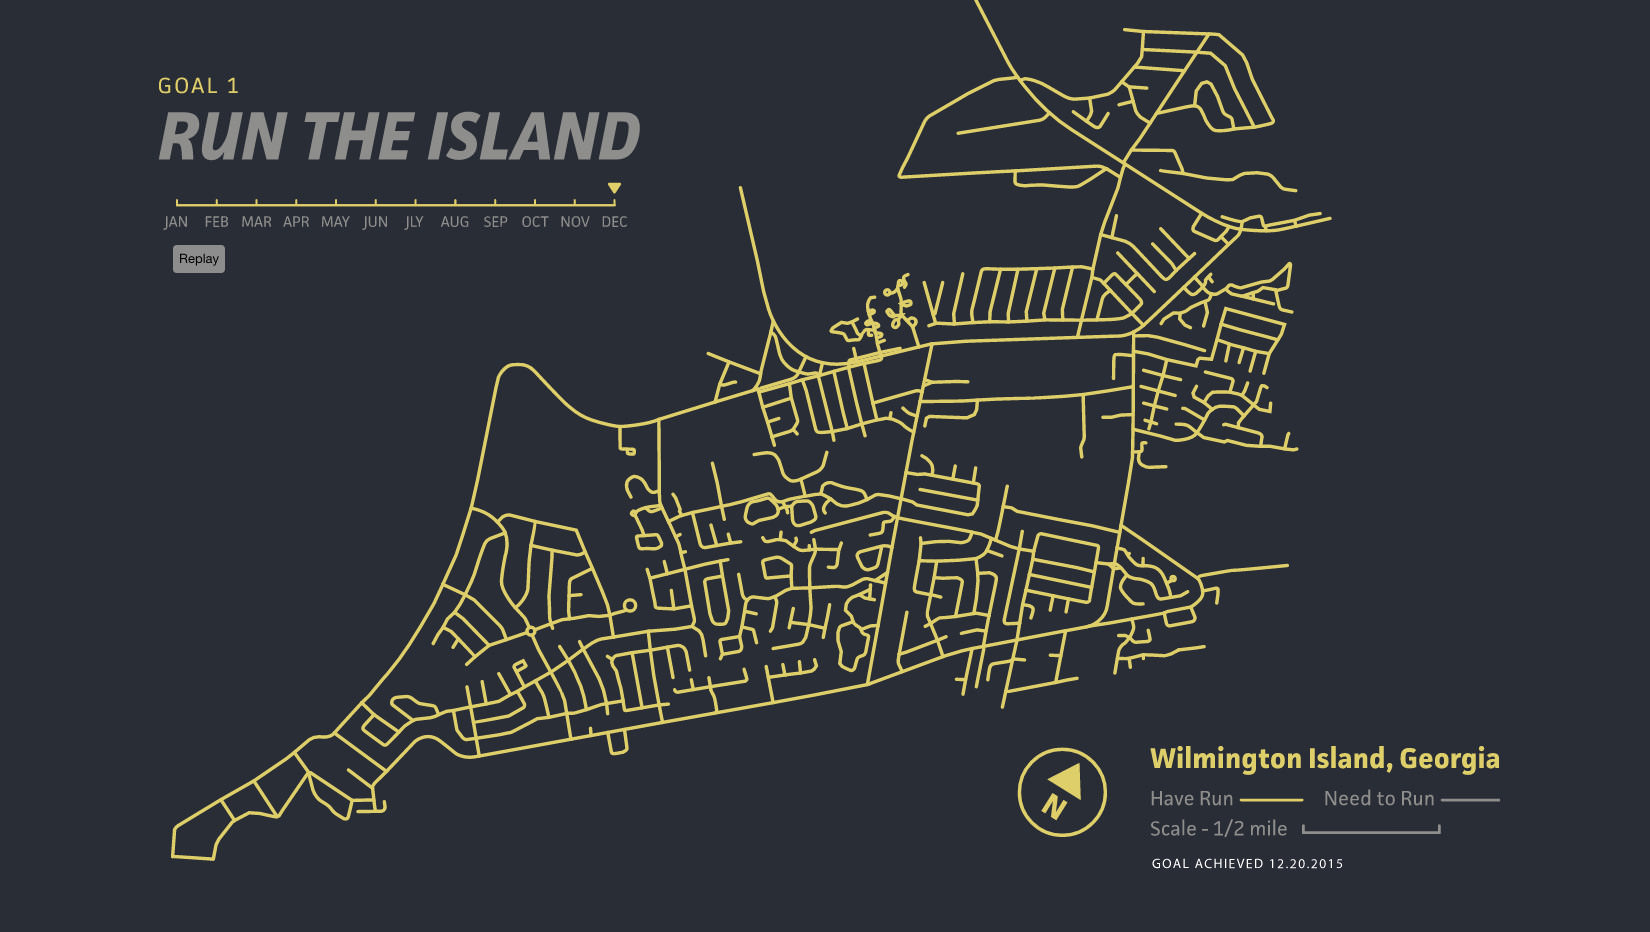 GOAL 1
RUN THE ISLAND
JAN FEB MAR APR MAY JUN JLY AUG SEP OCT NOV DEC
Replay
N
Wilmington Island, Georgia
Have Run Need to Run
Scale - 1/2 mile
GOAL ACHIEVED 12.20.2015